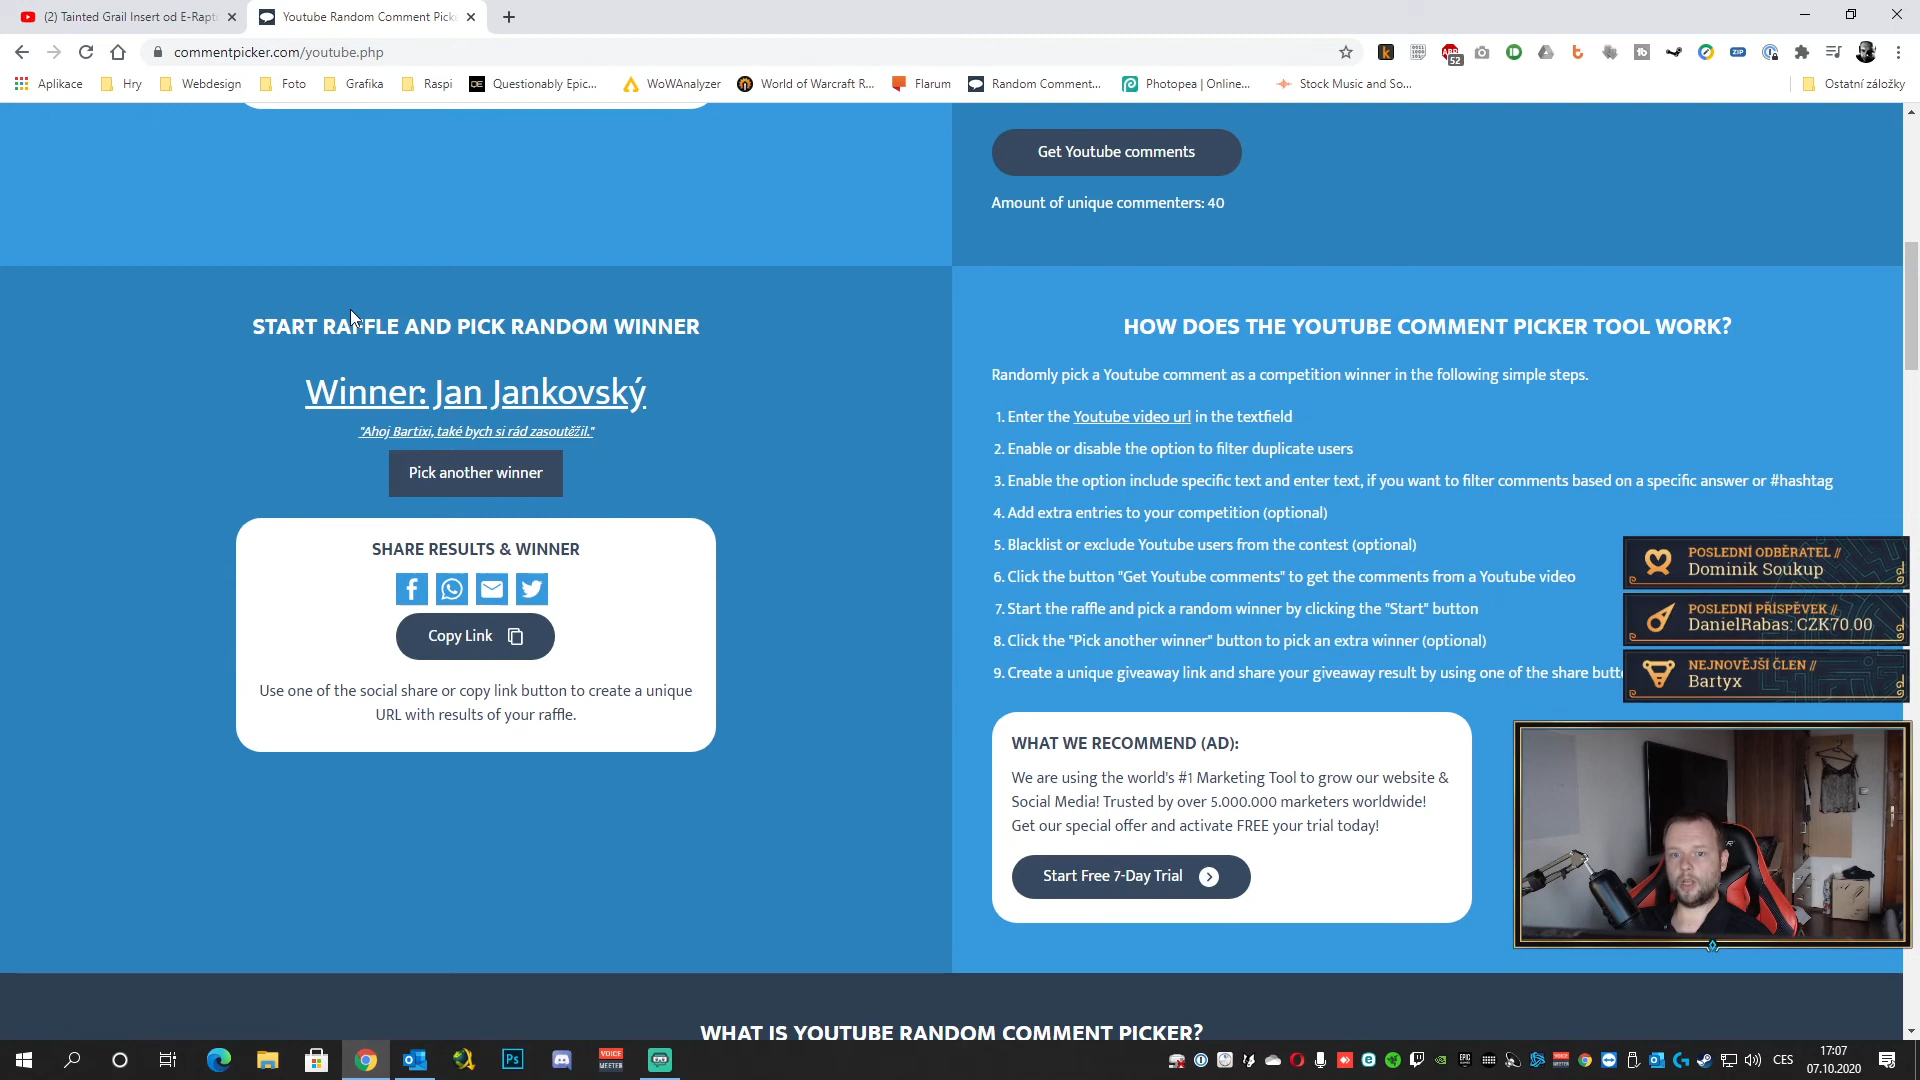 (2) Tainted Grail Insert od E-Rapt
Youtube Random Comment Pick
commentpicker.com/youtube.php
52
ZIP
Aplikace
Hry
Webdesign
Foto
Grafika
Raspi
Questionably Epic...
WoWAnalyzer
World of Warcraft R...
Flarum
Random Comment...
Photopea | Online...
Stock Music and So...
Ostatní záložky
Get Youtube comments
Amount of unique commenters: 40
START RAFFLE AND PICK RANDOM WINNER
Winner: Jan Jankovský
"Ahoj Bartixi, také bych si rád zasoutěžil."
Pick another winner
SHARE RESULTS & WINNER
Copy Link
Use one of the social share or copy link button to create a unique
URL with results of your raffle.
HOW DOES THE YOUTUBE COMMENT PICKER TOOL WORK?
Randomly pick a Youtube comment as a competition winner in the following simple steps.
1. Enter the Youtube video url in the textfield
2. Enable or disable the option to filter duplicate users
3. Enable the option include specific text and enter text, if you want to filter comments based on a specific answer or #hashtag
4. Add extra entries to your competition (optional)
5. Blacklist or exclude Youtube users from the contest (optional)
6. Click the button "Get Youtube comments" to get the comments from a Youtube video
7. Start the raffle and pick a random winner by clicking the "Start" button
8. Click the "Pick another winner" button to pick an extra winner (optional)
9. Create a unique giveaway link and share your giveaway result by using one of the share butt
POSLEDNÍ ODBĚRATEL //
Dominik Soukup
POSLEDNÍ PŘÍSPĚVEK //
DanielRabas: CZK70.00
NEJNOVĚJŠÍ ČLEN //
Bartyx
WHAT WE RECOMMEND (AD):
We are using the world's #1 Marketing Tool to grow our website &
Social Media! Trusted by over 5.000.000 marketers worldwide!
Get our special offer and activate FREE your trial today!
Start Free 7-Day Trial
WHAT IS YOUTUBE RANDOM COMMENT PICKER?
Ps
VOICE
MEETER
CES
17:07
07.10.2020